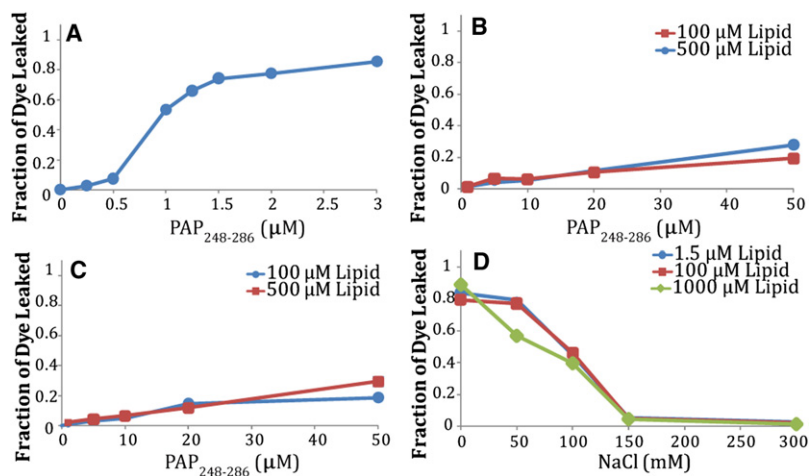 A
Fraction of Dye Leaked
1
0.8
0.6
0.4
0.2
0
0 0.5 1 1.5 2 2.5 3
PAP248-286 (μM)
B
100 μM Lipid
500 μM Lipid
Fraction of Dye Leaked
1
0.8
0.6
0.4
0.2
0
0 10 20 30 40 50
PAP248-286 (μM)
C
100 μM Lipid
500 μM Lipid
Fraction of Dye Leaked
1
0.8
0.6
0.4
0.2
0
0 10 20 30 40 50
PAP248-286 (μM)
D
1.5 μM Lipid
100 μM Lipid
1000 μM Lipid
Fraction of Dye Leaked
1
0.8
0.6
0.4
0.2
0
0 50 100 150 200 250 300
NaCl (mM)